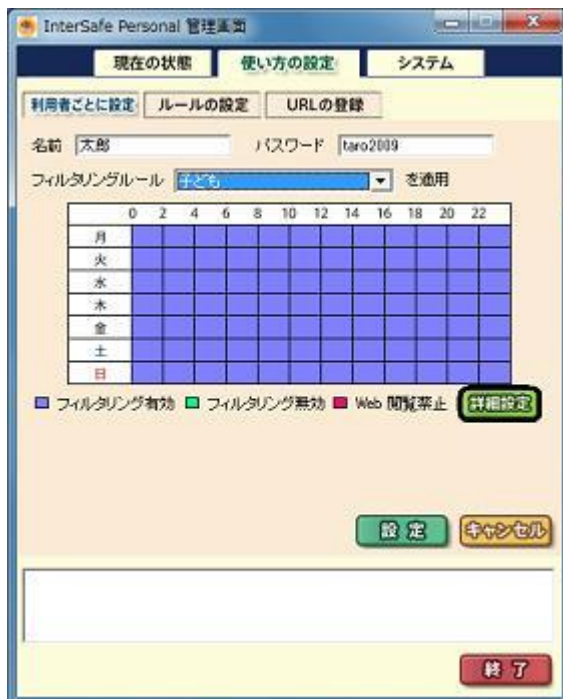 InterSafe Personal 管理画面
現在の状態 使い方の設定 システム
利用者ごとに設定 ルールの設定 URLの登録
名前 太郎 パスワード taro2009
フィルタリングルール 子ども を適用
0 2 4 6 8 10 12 14 16 18 20 22
月
火
水
木
金
土
日
フィルタリング有効 フィルタリング無効 Web 閲覧禁止 詳細設定
設定 キャンセル
終了